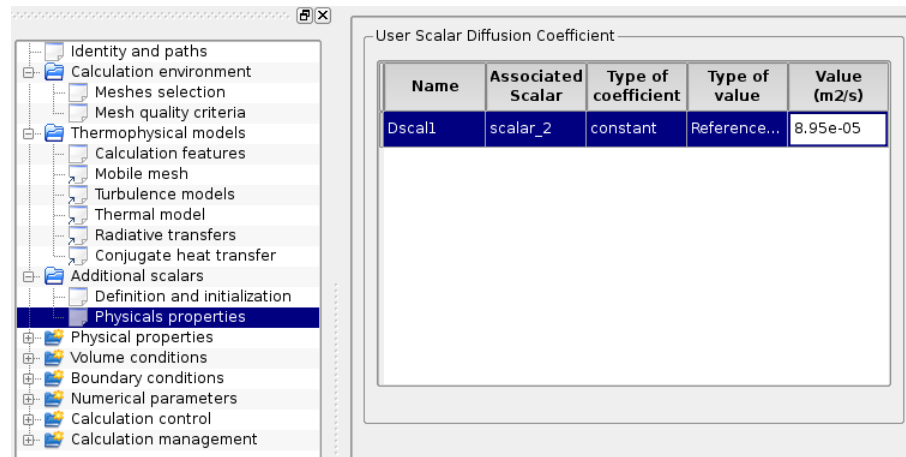 Identity and paths
Calculation environment
Meshes selection
Mesh quality criteria
Thermophysical models
Calculation features
Mobile mesh
Turbulence models
Thermal model
Radiative transfers
Conjugate heat transfer
Additional scalars
Definition and initialization
Physicals properties
Physical properties
Volume conditions
Boundary conditions
Numerical parameters
Calculation control
Calculation management
User Scalar Diffusion Coefficient
Name Associated Scalar Type of coefficient Type of value Value (m2/s)
Dscal1 scalar_2 constant Reference... 8.95e-05